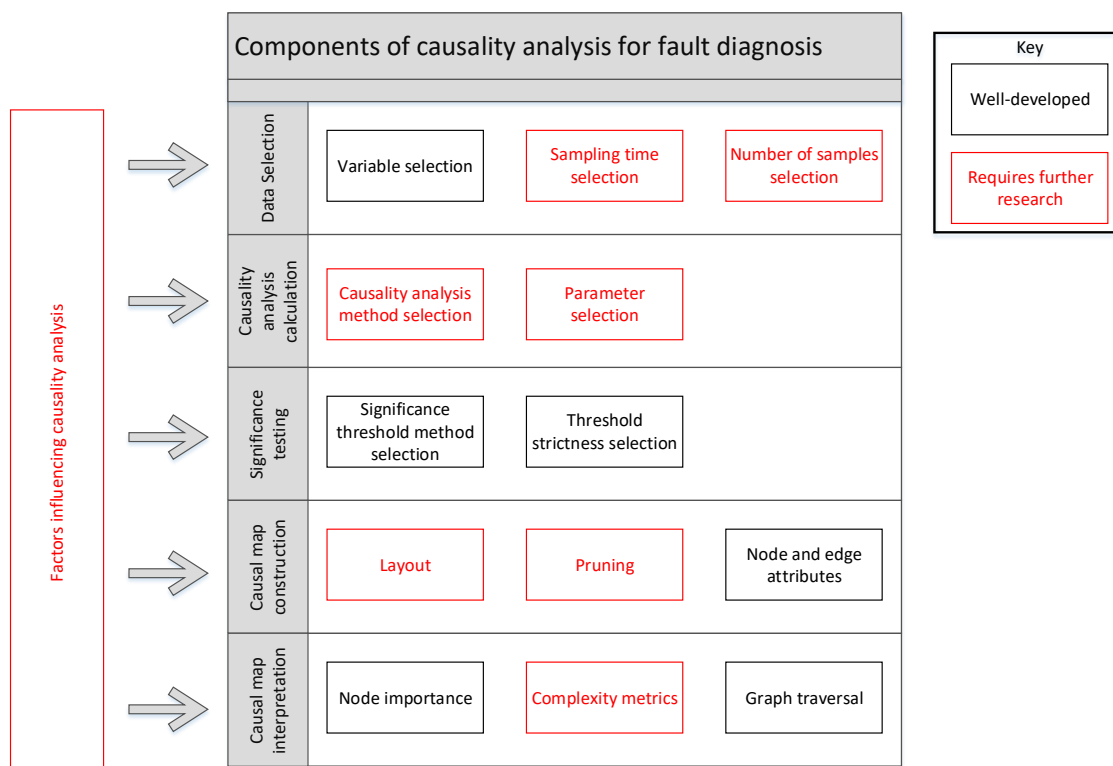 Components of causality analysis for fault diagnosis
Key
Well-developed
Requires further
research
Factors influencing causality analysis
Data Selection
Variable selection
Sampling time
selection
Number of samples
selection
Causality
analysis
calculation
Causality analysis
method selection
Parameter
selection
Significance
testing
Significance
threshold method
selection
Threshold
strictness selection
Causal map
construction
Layout
Pruning
Node and edge
attributes
Causal map
interpretation
Node importance
Complexity metrics
Graph traversal